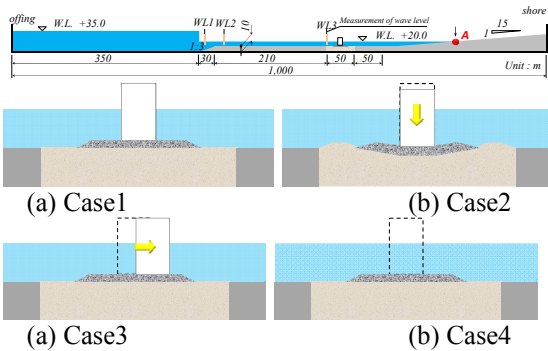 offing
shore
W.L. +35.0
WL1 WL2
10
WL3
Measurement of wave level
W.L. +20.0
A
15
1
1:3
350
30
210
50
50
1,000
Unit : m
(a) Case1
(b) Case2
(a) Case3
(b) Case4